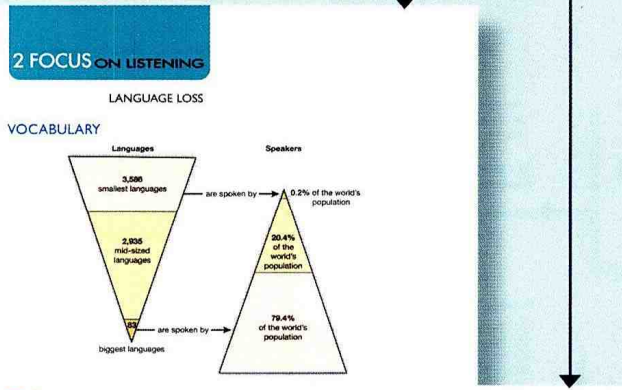 2 FOCUS ON LISTENING
LANGUAGE LOSS
VOCABULARY
Languages
Speakers
3,586
smallest languages
are spoken by
0.2% of the world's
population
2,935
mid-sized
languages
20.4%
of the
world's
population
83
are spoken by
79.4%
of the world's
population
biggest languages